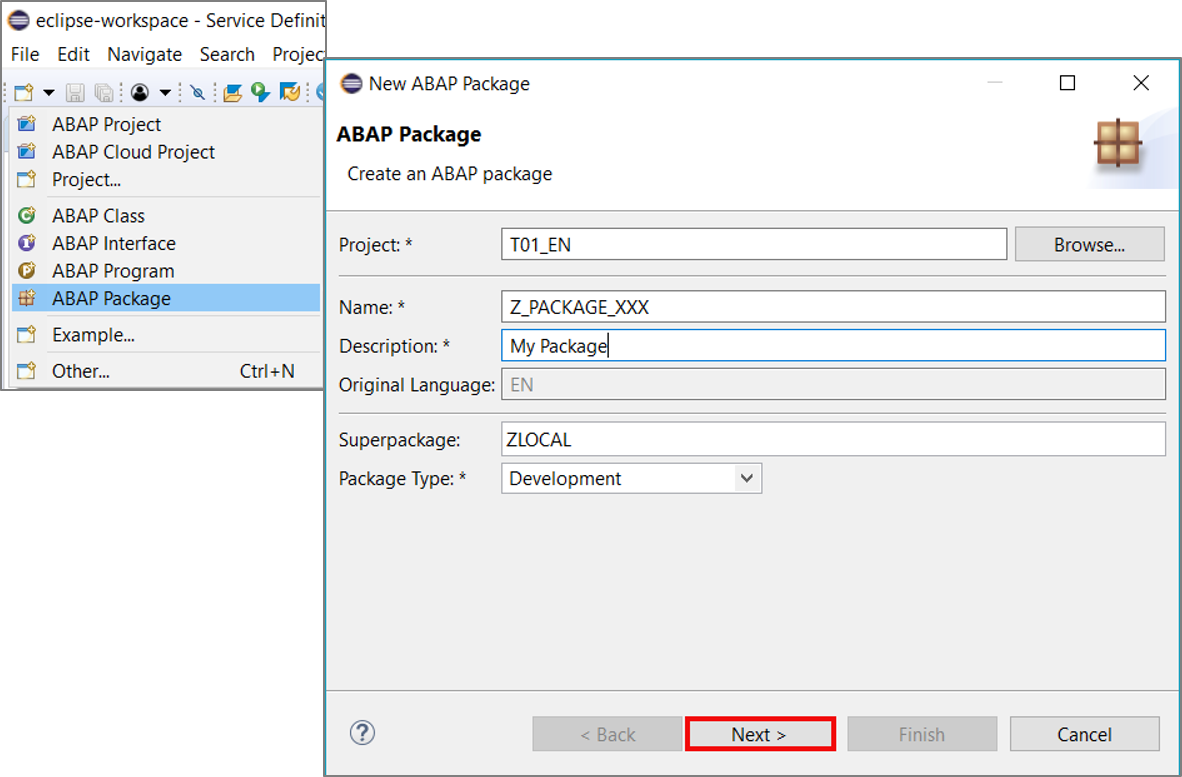 eclipse-workspace - Service Definit
File Edit Navigate Search Projec
ABAP Project
ABAP Cloud Project
Project...
ABAP Class
ABAP Interface
ABAP Program
ABAP Package
Example...
Other... Ctrl+N
New ABAP Package
ABAP Package
Create an ABAP package
Project: * T01_EN Browse...
Name: * Z_PACKAGE_XXX
Description: * My Package
Original Language: EN
Superpackage: ZLOCAL
Package Type: * Development
? < Back Next > Finish Cancel